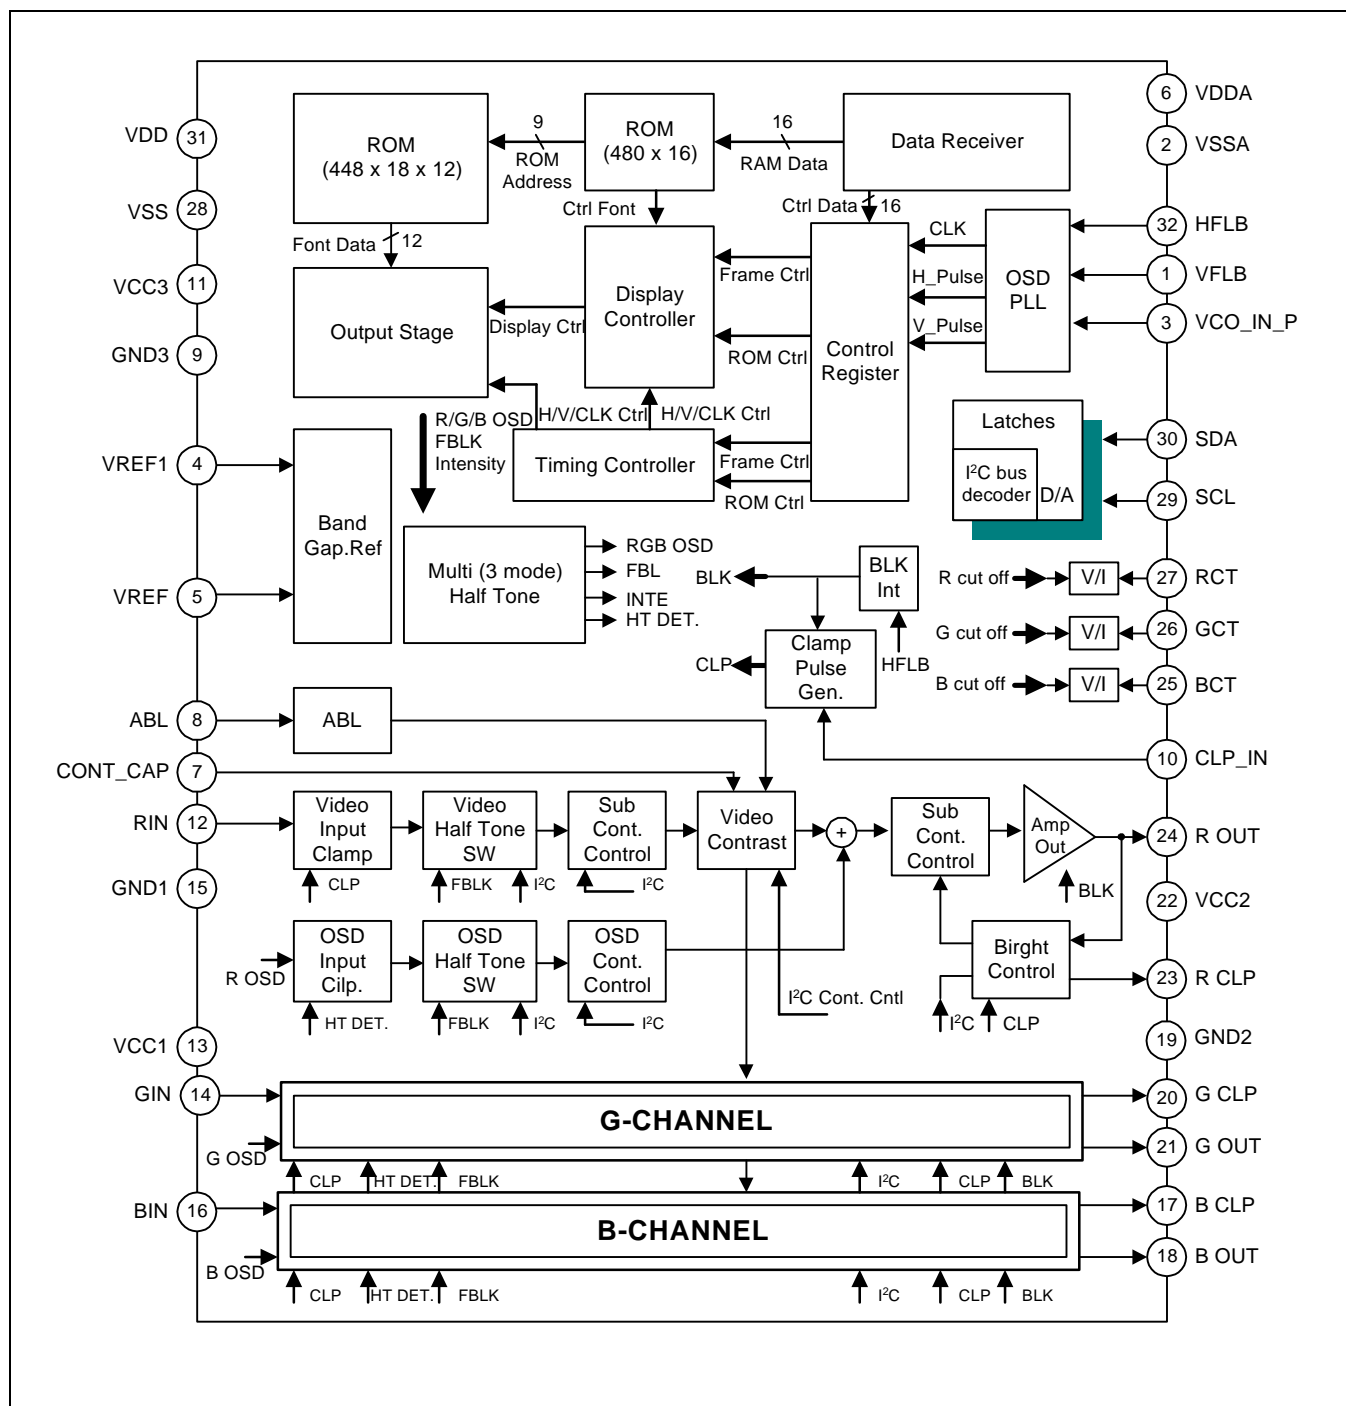 VDD
31
VSS
28
VCC3
11
GND3
9
VREF1
4
VREF
5
ABL
8
CONT_CAP
7
RIN
12
GND1
15
VCC1
13
GIN
14
BIN
16
ROM
(448 x 18 x 12)
9
ROM
Address
ROM
(480 x 16)
16
RAM Data
Data Receiver
Ctrl Font
Ctrl Data
16
Font Data
12
Output Stage
Display Ctrl
Display
Controller
Frame Ctrl
ROM Ctrl
Control
Register
CLK
H_Pulse
V_Pulse
OSD
PLL
H/V/CLK Ctrl
H/V/CLK Ctrl
R/G/B OSD
FBLK
Intensity
Timing Controller
Frame Ctrl
ROM Ctrl
Latches
I²C bus
decoder
D/A
Band
Gap.Ref
Multi (3 mode)
Half Tone
RGB OSD
FBL
INTE
HT DET.
BLK
BLK
Int
HFLB
CLP
Clamp
Pulse
Gen.
R cut off
V/I
G cut off
V/I
B cut off
V/I
ABL
Video
Input
Clamp
CLP
Video
Half Tone
SW
FBLK
I²C
Sub
Cont.
Control
I²C
Video
Contrast
+
Sub
Cont.
Control
Amp
Out
BLK
R OSD
OSD
Input
Cilp.
HT DET.
OSD
Half Tone
SW
FBLK
I²C
OSD
Cont.
Control
I²C
I²C Cont. Cntl
Birght
Control
I²C
CLP
G-CHANNEL
G OSD
CLP
HT DET.
FBLK
I²C
CLP
BLK
B-CHANNEL
B OSD
CLP
HT DET.
FBLK
I²C
CLP
BLK
6
VDDA
2
VSSA
32
HFLB
1
VFLB
3
VCO_IN_P
30
SDA
29
SCL
27
RCT
26
GCT
25
BCT
10
CLP_IN
24
R OUT
22
VCC2
23
R CLP
19
GND2
20
G CLP
21
G OUT
17
B CLP
18
B OUT